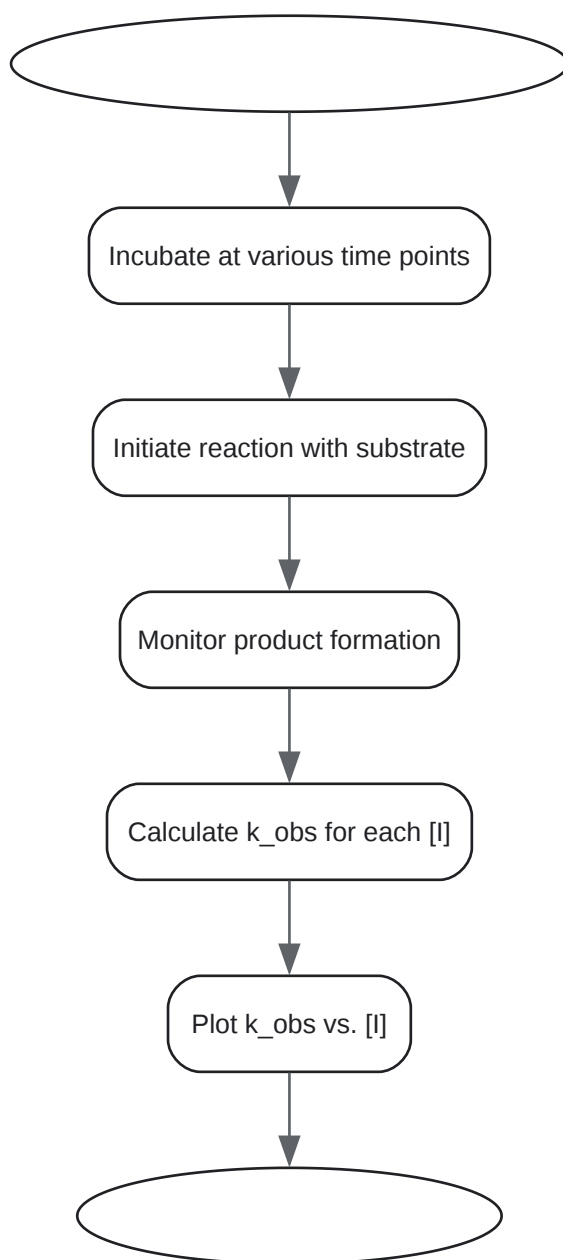 Incubate at various time points
Initiate reaction with substrate
Monitor product formation
Calculate k_obs for each [I]
Plot k_obs vs. [I]